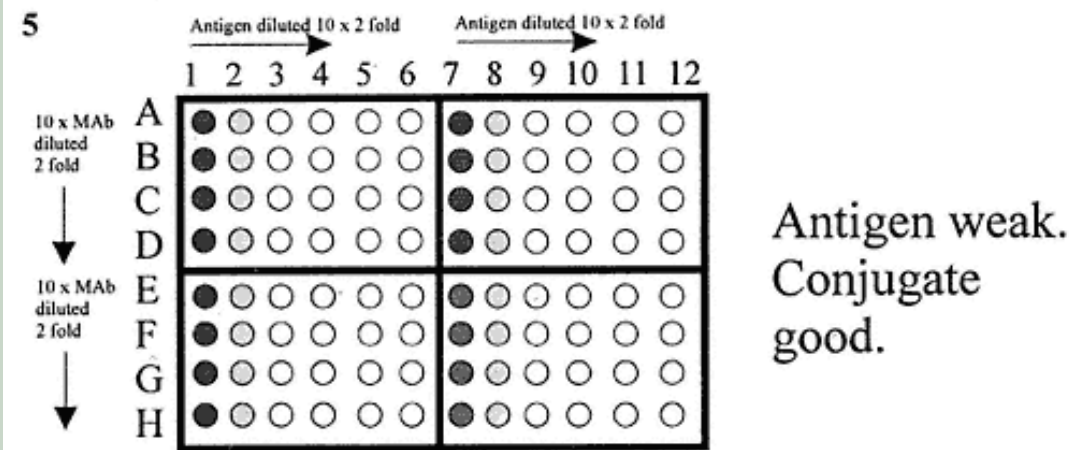 5
Antigen diluted 10 x 2 fold
Antigen diluted 10 x 2 fold
1 2 3 4 5 6 7 8 9 10 11 12
10 x MAb
diluted
2 fold
A
B
C
D
10 x MAb
diluted
2 fold
E
F
G
H
Antigen weak.
Conjugate
good.